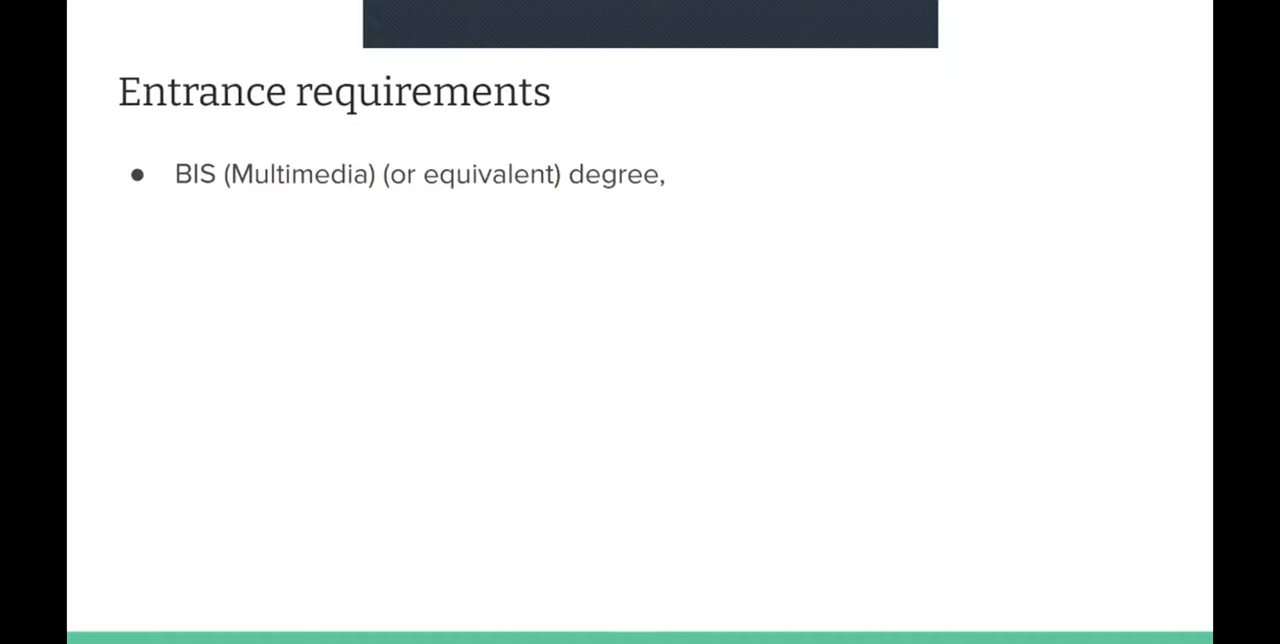 Entrance requirements
● BIS (Multimedia) (or equivalent) degree,